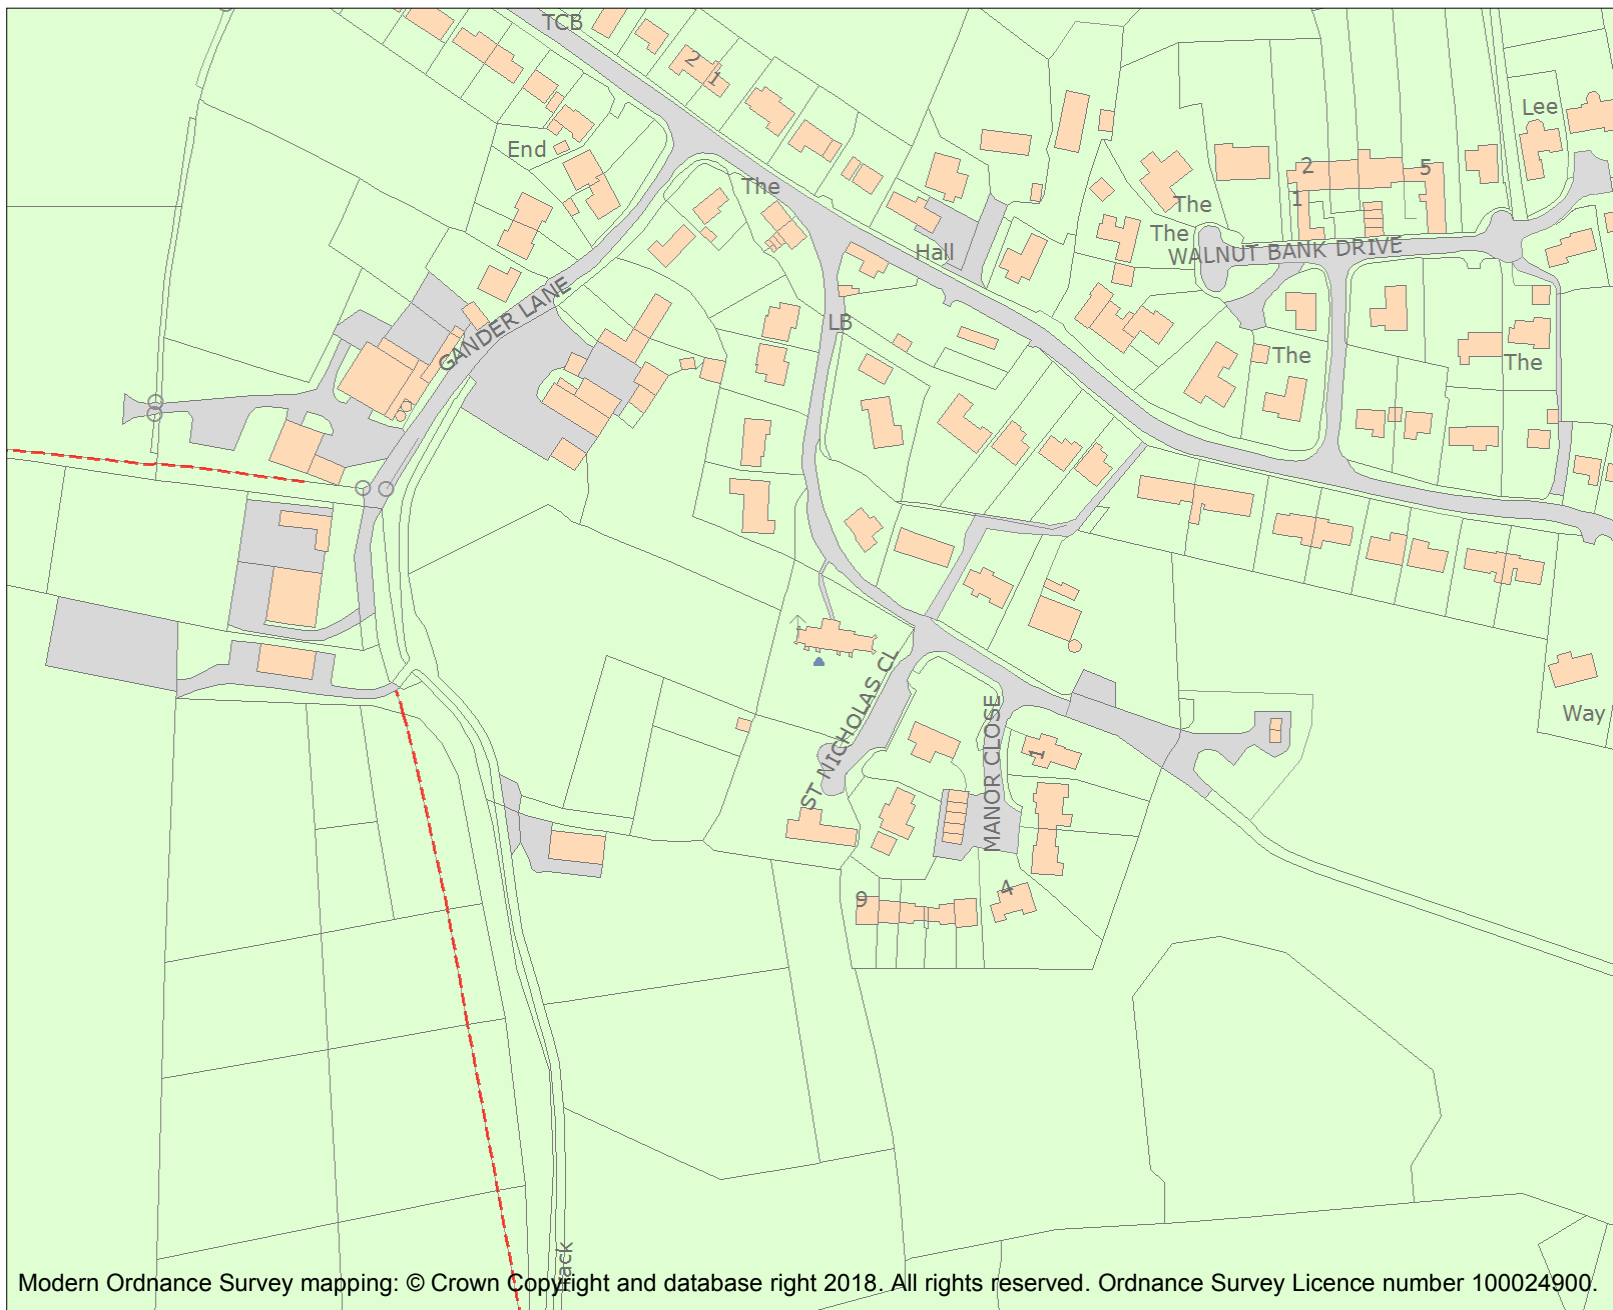 TCB
2
1
Lee
End
The
2
5
1
The
The
Hall
WALNUT BANK DRIVE
GANDER LANE
LB
The
The
ST NICHOLAS CL
MANOR CLOSE
1
Way
9
4
Modern Ordnance Survey mapping: © Crown Copyright and database right 2018. All rights reserved. Ordnance Survey Licence number 100024900.